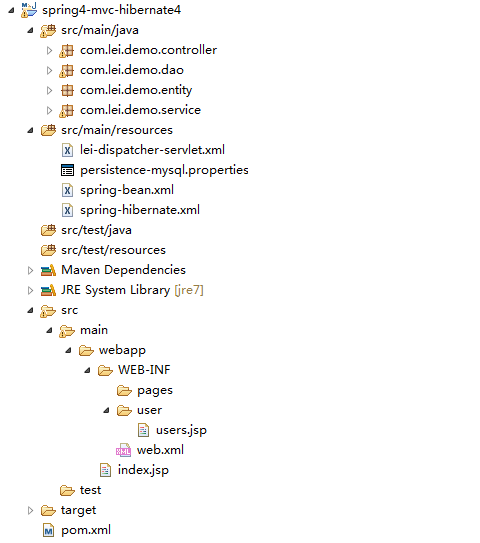 spring4-mvc-hibernate4
src/main/java
com.lei.demo.controller
com.lei.demo.dao
com.lei.demo.entity
com.lei.demo.service
src/main/resources
lei-dispatcher-servlet.xml
persistence-mysql.properties
spring-bean.xml
spring-hibernate.xml
src/test/java
src/test/resources
Maven Dependencies
JRE System Library [jre7]
src
main
webapp
WEB-INF
pages
user
users.jsp
web.xml
index.jsp
test
target
pom.xml